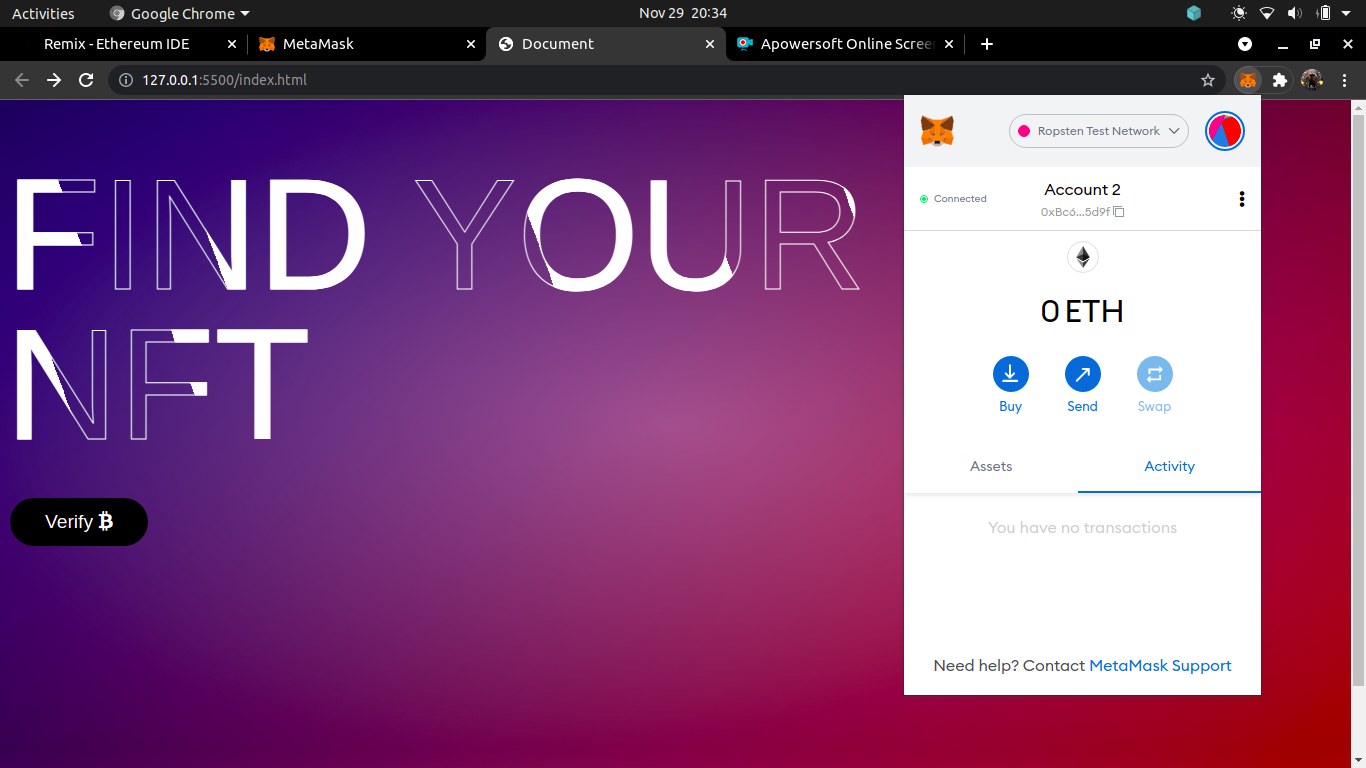 Activities
Google Chrome
Nov 29 20:34
Remix - Ethereum IDE
MetaMask
Document
Apowersoft Online Screen
127.0.0.1:5500/index.html
FIND YOUR
NFT
Verify
Ropsten Test Network
Connected
Account 2
0xBc6...5d9f
0 ETH
Buy
Send
Swap
Assets
Activity
You have no transactions
Need help? Contact MetaMask Support